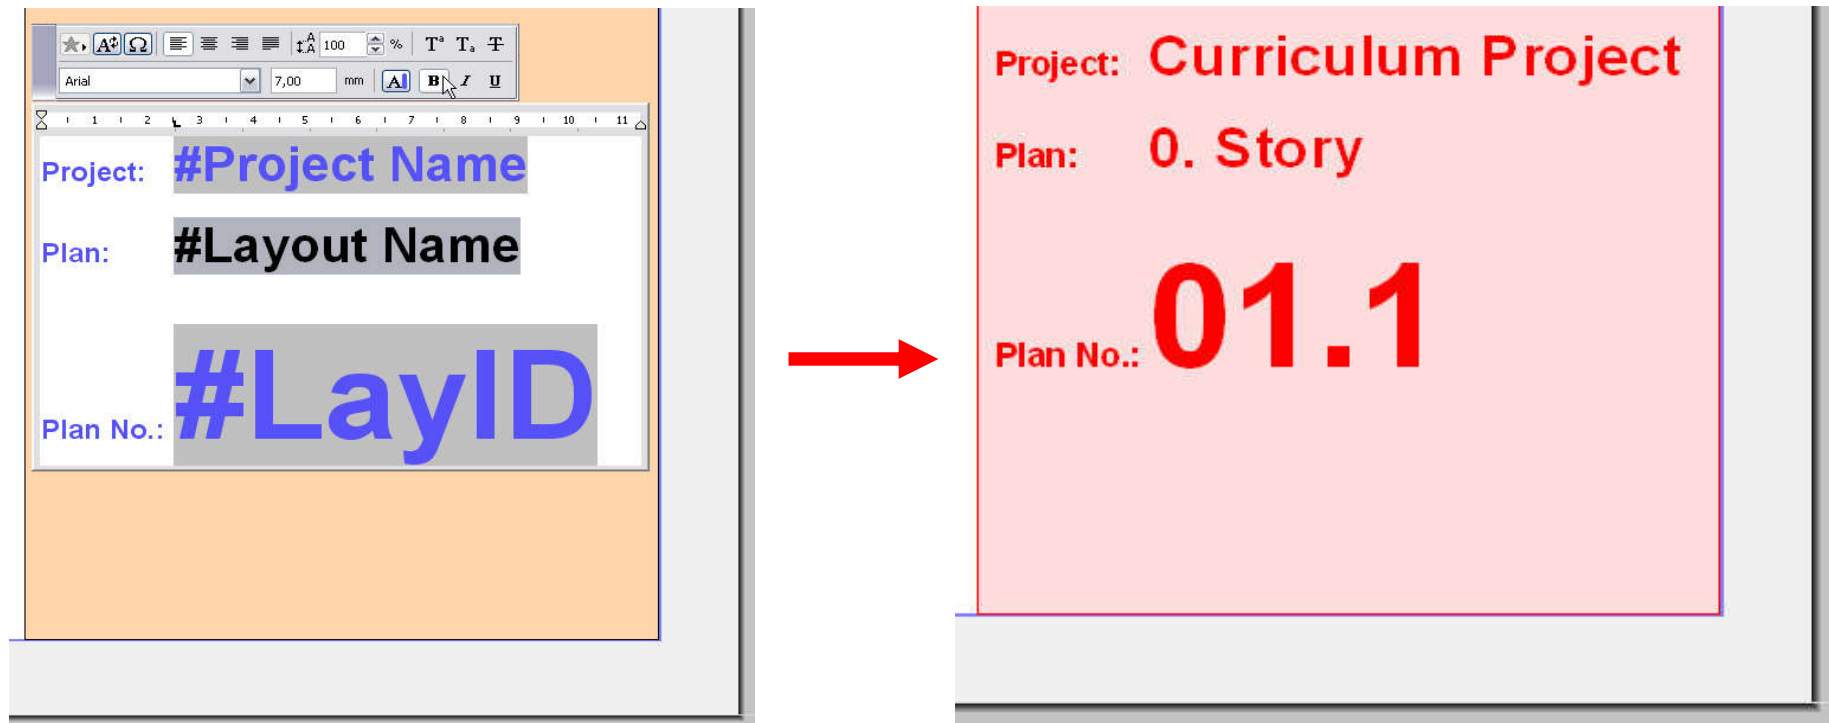 100 %
Arial 7,00 mm A B I U
1 2 3 4 5 6 7 8 9 10 11
Project: #Project Name
Plan: #Layout Name
Plan No.: #LayID
Project: Curriculum Project
Plan: 0. Story
Plan No.: 01.1